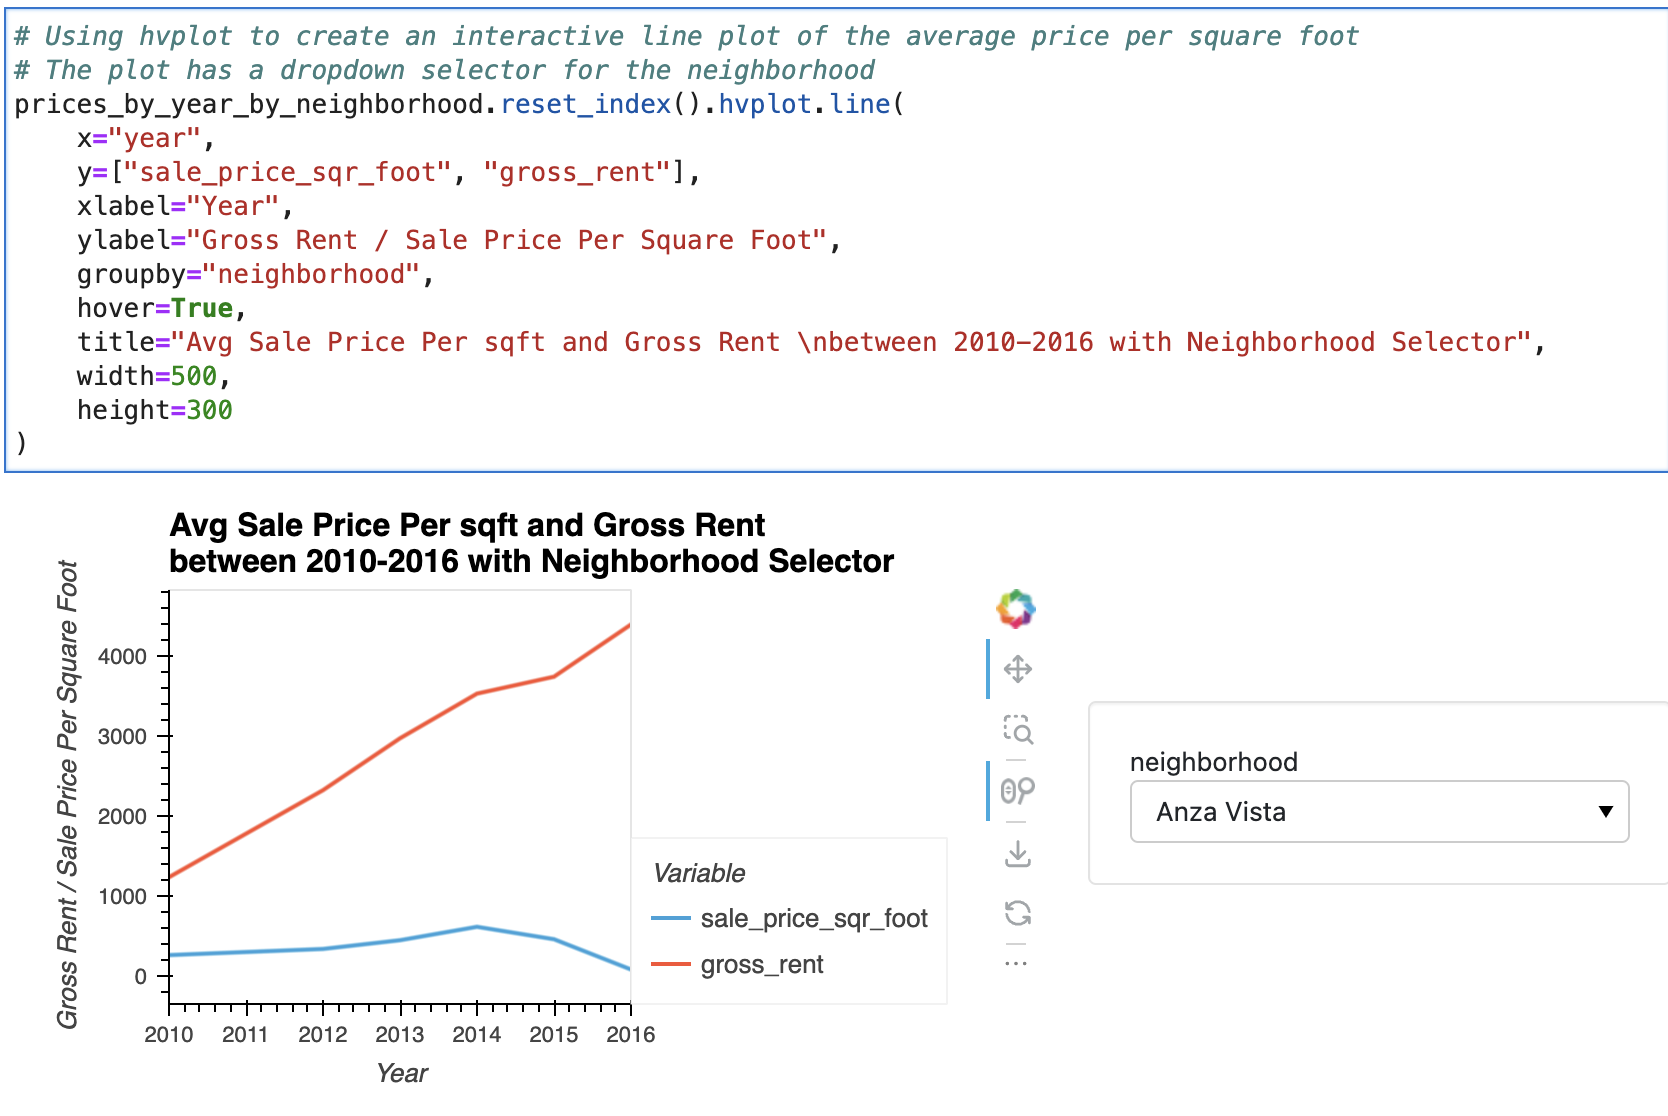 # Using hvplot to create an interactive line plot of the average price per square foot
# The plot has a dropdown selector for the neighborhood
prices_by_year_by_neighborhood.reset_index().hvplot.line(
    x="year",
    y=["sale_price_sqr_foot", "gross_rent"],
    xlabel="Year",
    ylabel="Gross Rent / Sale Price Per Square Foot",
    groupby="neighborhood",
    hover=True,
    title="Avg Sale Price Per sqft and Gross Rent \nbetween 2010-2016 with Neighborhood Selector",
    width=500,
    height=300
)
Avg Sale Price Per sqft and Gross Rent
between 2010-2016 with Neighborhood Selector
Gross Rent / Sale Price Per Square Foot
4000
3000
2000
1000
0
2010 2011 2012 2013 2014 2015 2016
Year
Variable
sale_price_sqr_foot
gross_rent
neighborhood
Anza Vista